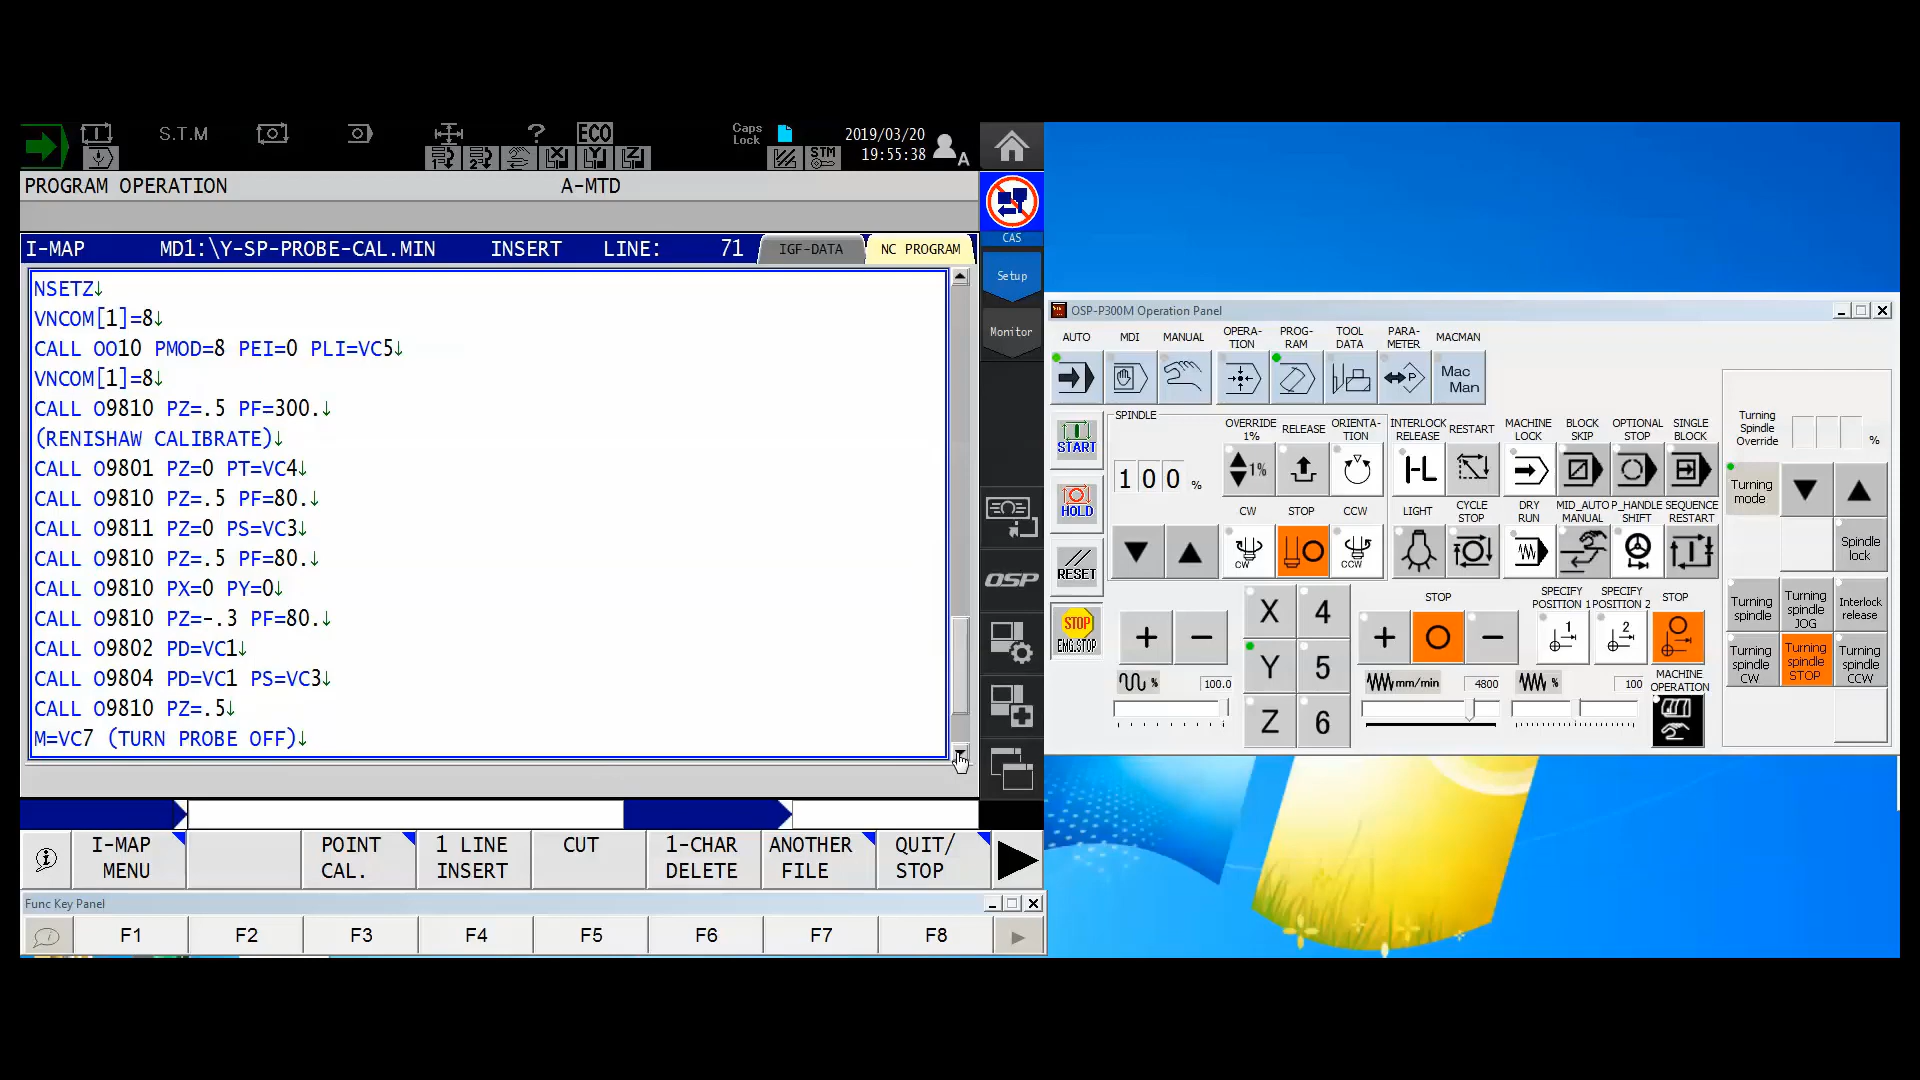 S.T.M
?
ECO
Caps
Lock
2019/03/20
19:55:38
A
STM
PROGRAM OPERATION
A-MTD
I-MAP
MD1:\Y-SP-PROBE-CAL.MIN
INSERT
LINE:
71
IGF-DATA
NC PROGRAM
NSETZ↓
VNCOM[1]=8↓
CALL OO10 PMOD=8 PEI=0 PLI=VC5↓
VNCOM[1]=8↓
CALL O9810 PZ=.5 PF=300.↓
(RENISHAW CALIBRATE)↓
CALL O9801 PZ=0 PT=VC4↓
CALL O9810 PZ=.5 PF=80.↓
CALL O9811 PZ=0 PS=VC3↓
CALL O9810 PZ=.5 PF=80.↓
CALL O9810 PX=0 PY=0↓
CALL O9810 PZ=-.3 PF=80.↓
CALL O9802 PD=VC1↓
CALL O9804 PD=VC1 PS=VC3↓
CALL O9810 PZ=.5↓
M=VC7 (TURN PROBE OFF)↓
CAS
Setup
Monitor
OSP
I-MAP
MENU
POINT
CAL.
1 LINE
INSERT
CUT
1-CHAR
DELETE
ANOTHER
FILE
QUIT/
STOP
Func Key Panel
F1
F2
F3
F4
F5
F6
F7
F8
OSP-P300M Operation Panel
AUTO
MDI
MANUAL
OPERA-
TION
PROG-
RAM
TOOL
DATA
PARA-
METER
MACMAN
Mac
Man
START
HOLD
RESET
STOP
EMG.STOP
SPINDLE
100 %
OVERRIDE
1%
1%
RELEASE
ORIENTA-
TION
CW
STOP
CCW
CW
CCW
INTERLOCK
RELEASE
RESTART
MACHINE
LOCK
BLOCK
SKIP
OPTIONAL
STOP
SINGLE
BLOCK
LIGHT
CYCLE
STOP
DRY
RUN
MID_AUTO
MANUAL
P_HANDLE
SHIFT
SEQUENCE
RESTART
+
-
%
100.0
X
4
Y
5
Z
6
STOP
+
-
mm/min
4800
SPECIFY
POSITION 1
SPECIFY
POSITION 2
STOP
1
2
%
100
MACHINE
OPERATION
Turning
Spindle
Override
%
Turning
mode
Spindle
lock
Turning
spindle
Turning
spindle
JOG
Interlock
release
Turning
spindle
CW
Turning
spindle
STOP
Turning
spindle
CCW